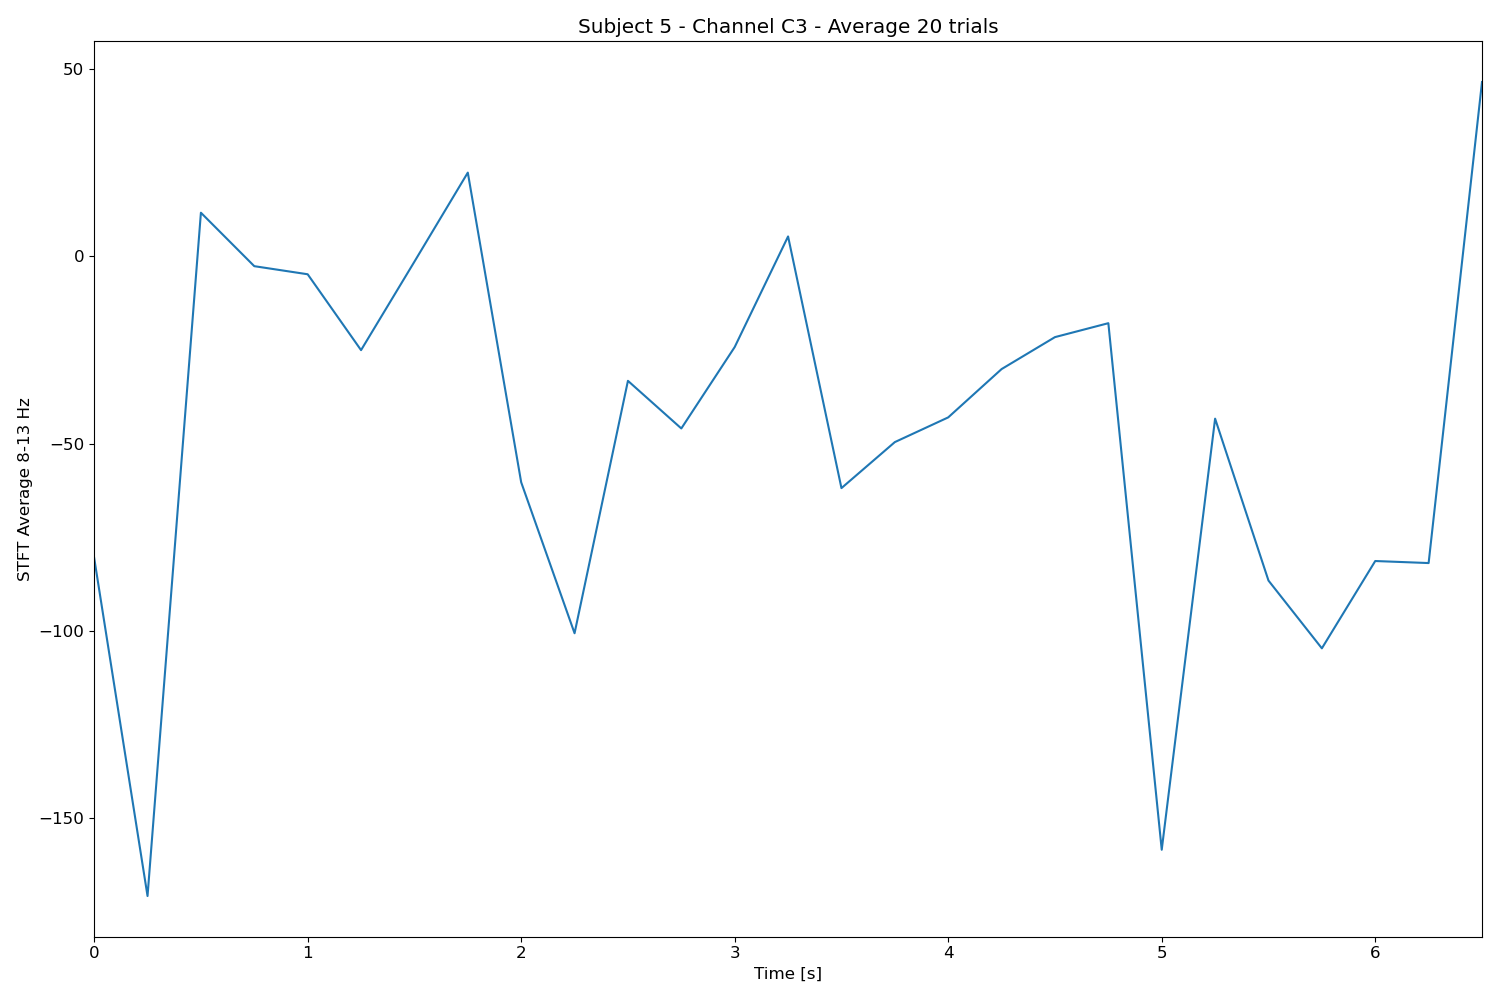 Subject 5 - Channel C3 - Average 20 trials
50
0
−50
−100
−150
STFT Average 8-13 Hz
0 1 2 3 4 5 6
Time [s]